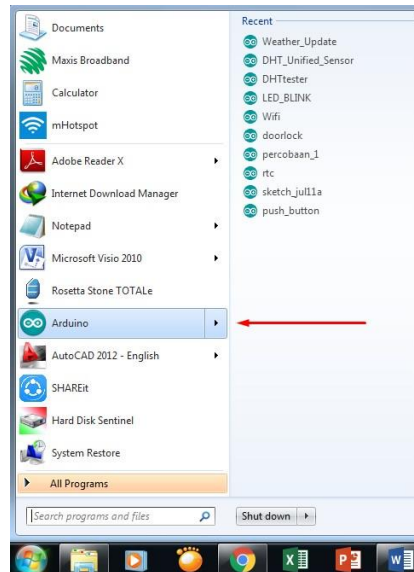 Documents
Maxis Broadband
Calculator
mHotspot
Adobe Reader X
Internet Download Manager
Notepad
Microsoft Visio 2010
Rosetta Stone TOTALe
Arduino
AutoCAD 2012 - English
SHAREit
Hard Disk Sentinel
System Restore
All Programs
Search programs and files
Recent
Weather_Update
DHT_Unified_Sensor
DHTtester
LED_BLINK
Wifi
doorlock
percobaan_1
rtc
sketch_jul11a
push_button
Shut down